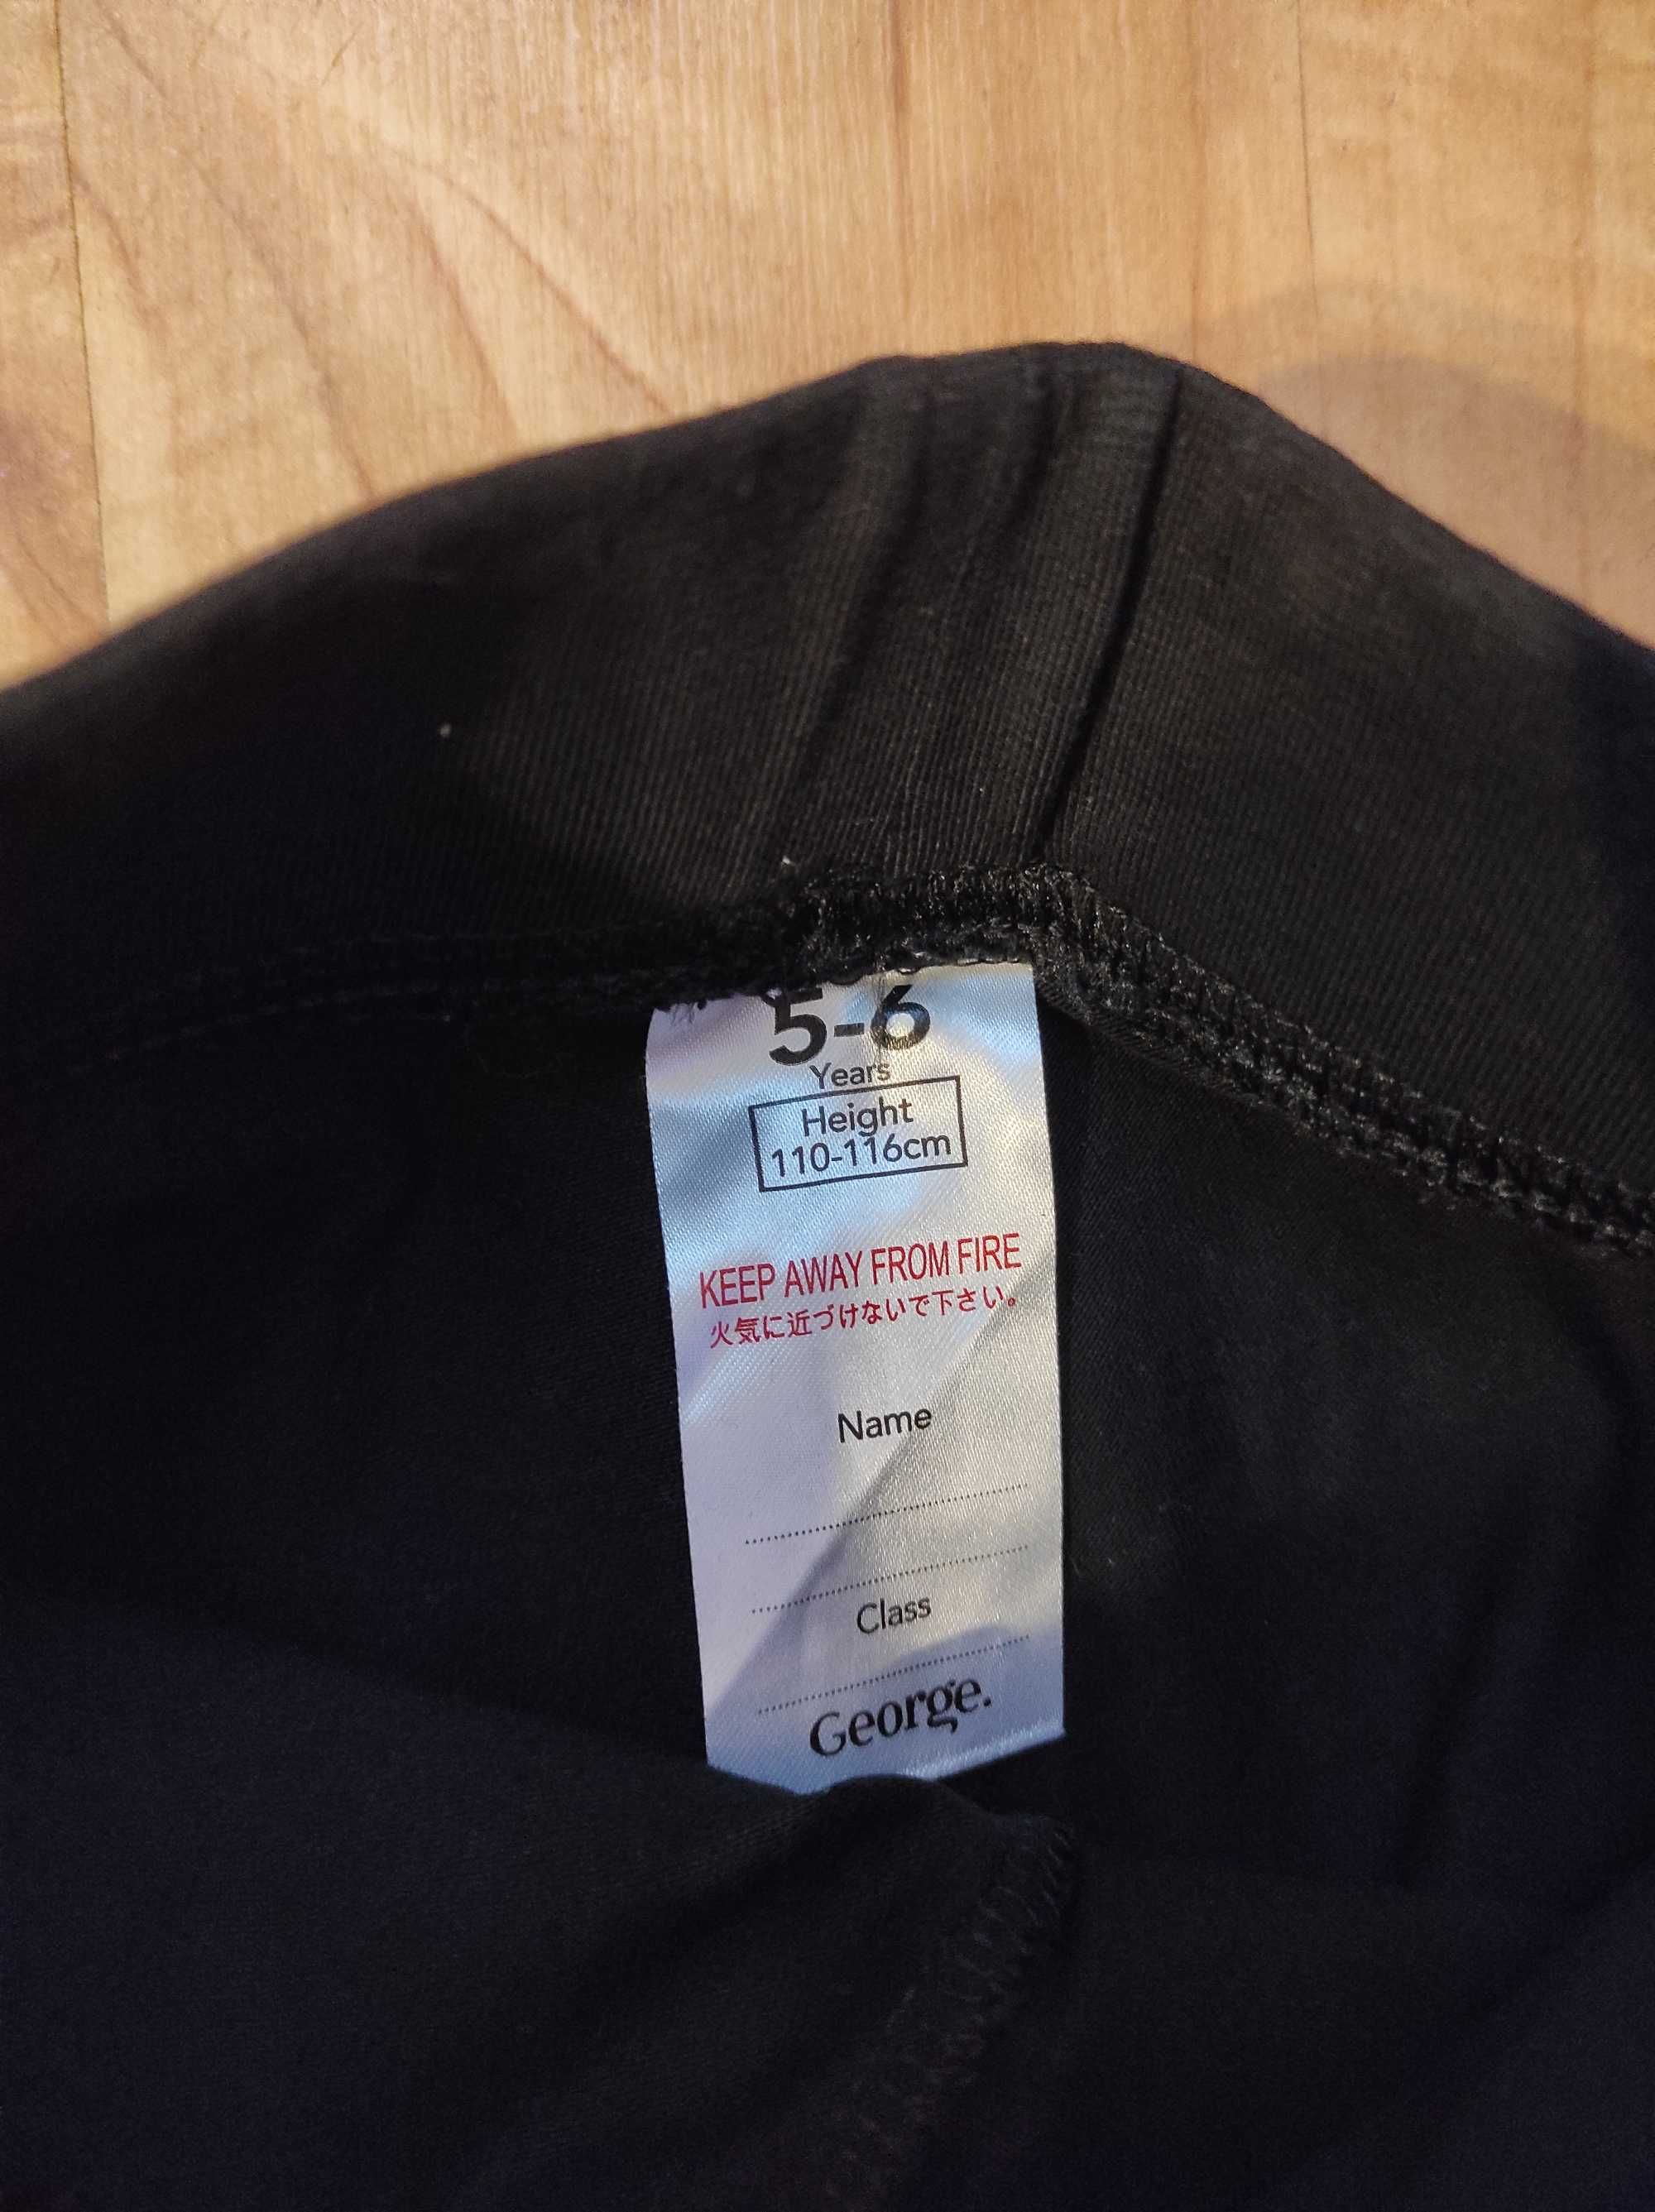 5-6
Years
Height
110-116cm
KEEP AWAY FROM FIRE
火気に近づけないで下さい。
Name
Class
George.